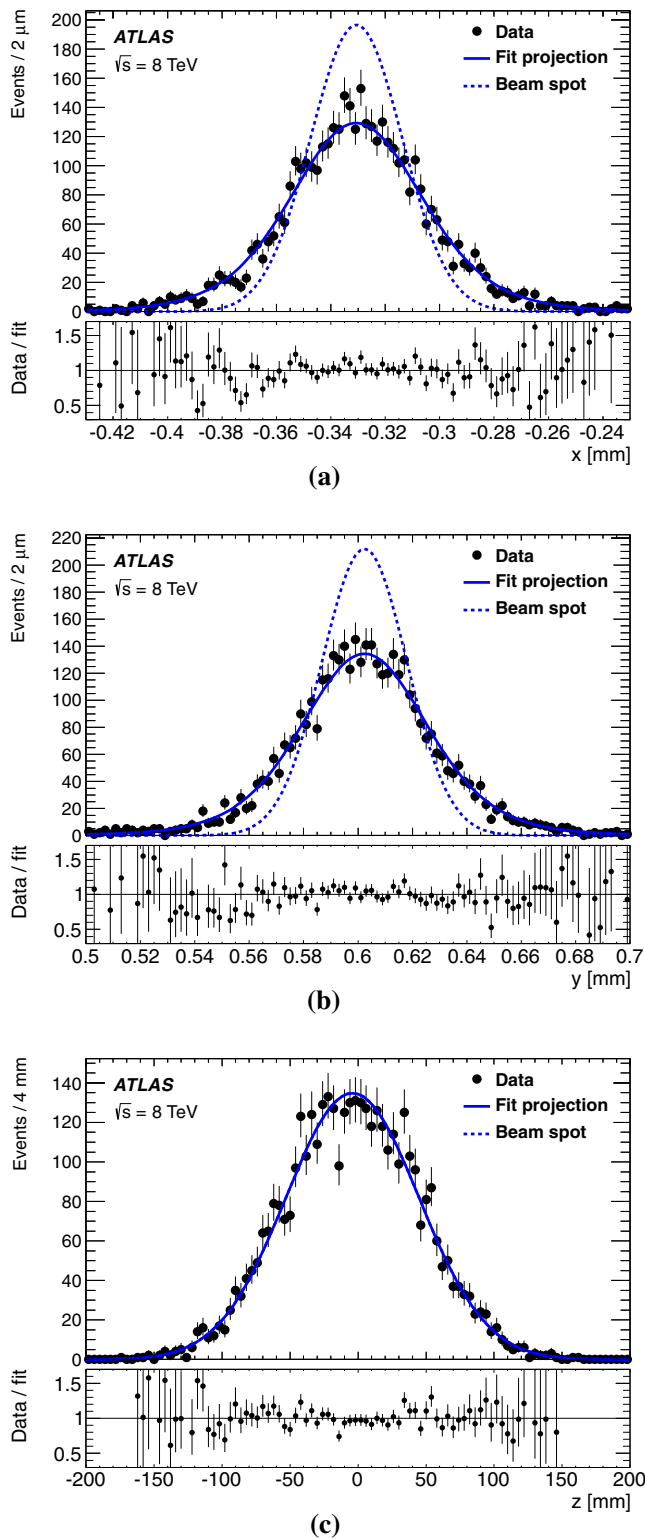 Events / 2 μm
200
180
160
140
120
100
80
60
40
20
0
ATLAS
√s = 8 TeV
Data
Fit projection
Beam spot
Data / fit
1.5
1
0.5
-0.42 -0.4 -0.38 -0.36 -0.34 -0.32 -0.3 -0.28 -0.26 -0.24
x [mm]
(a)
Events / 2 μm
220
200
180
160
140
120
100
80
60
40
20
0
ATLAS
√s = 8 TeV
Data
Fit projection
Beam spot
Data / fit
1.5
1
0.5
0.5 0.52 0.54 0.56 0.58 0.6 0.62 0.64 0.66 0.68 0.7
y [mm]
(b)
Events / 4 mm
140
120
100
80
60
40
20
0
ATLAS
√s = 8 TeV
Data
Fit projection
Beam spot
Data / fit
1.5
1
0.5
-200 -150 -100 -50 0 50 100 150 200
z [mm]
(c)